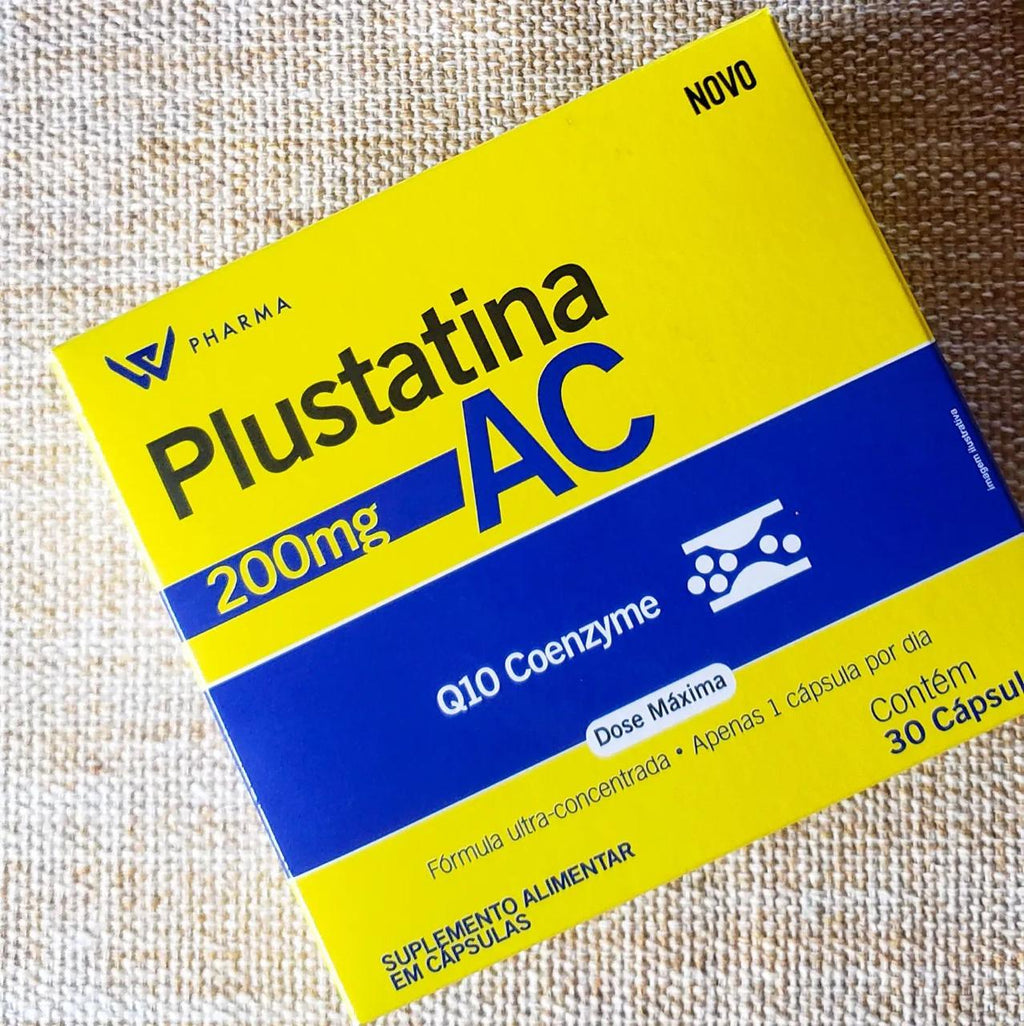 NOVO
W PHARMA
Plustatina
AC
200mg
Q10 Coenzyme
Dose Máxima
Fórmula ultra-concentrada • Apenas 1 cápsula por dia
Contém
30 Cápsul
SUPLEMENTO ALIMENTAR
EM CÁPSULAS
imagem ilustrativa